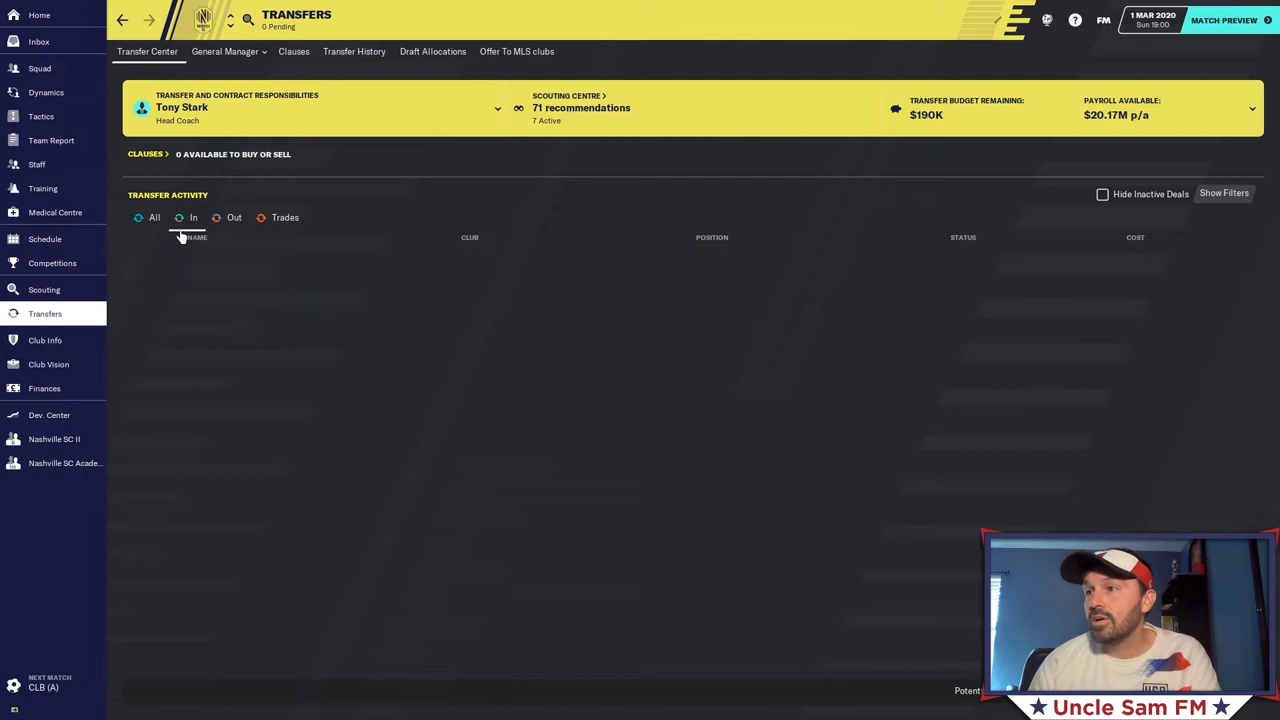 Home
Inbox
Squad
Dynamics
Tactics
Team Report
Staff
Training
Medical Centre
Schedule
Competitions
Scouting
Transfers
Club Info
Club Vision
Finances
Dev. Center
Nashville SC II
Nashville SC Acade...
NEXT MATCH
CLB (A)
TRANSFERS
0 Pending
FM
1 MAR 2020
Sun 19:00
MATCH PREVIEW
Transfer Center
General Manager
Clauses
Transfer History
Draft Allocations
Offer To MLS clubs
TRANSFER AND CONTRACT RESPONSIBILITIES
Tony Stark
Head Coach
SCOUTING CENTRE >
71 recommendations
7 Active
TRANSFER BUDGET REMAINING:
$190K
PAYROLL AVAILABLE:
$20.17M p/a
CLAUSES > 0 AVAILABLE TO BUY OR SELL
TRANSFER ACTIVITY
Hide Inactive Deals
Show Filters
All
In
Out
Trades
NAME
CLUB
POSITION
STATUS
COST
Potent
★ Uncle Sam FM ★